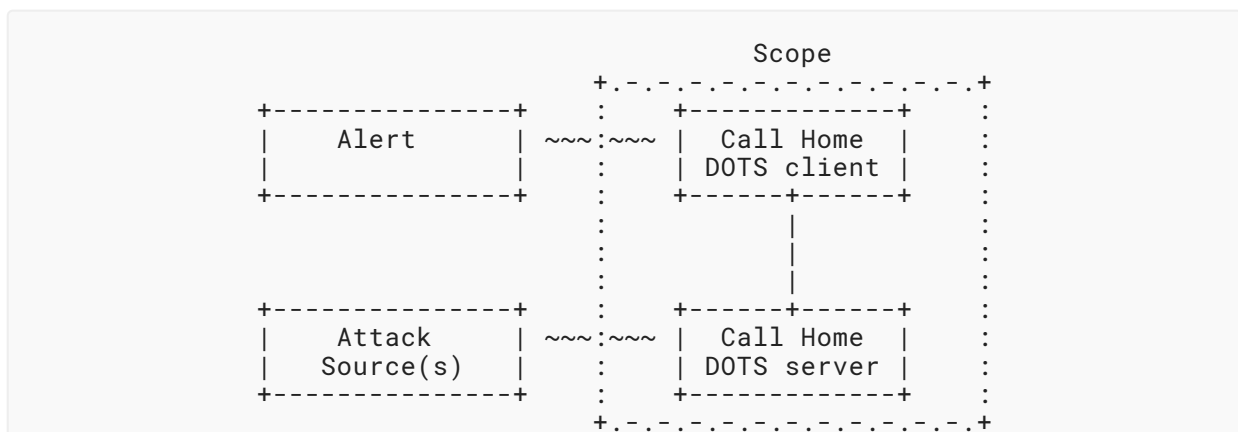 Scope
Alert Call Home
DOTS client
Attack Call Home
Source(s) DOTS server